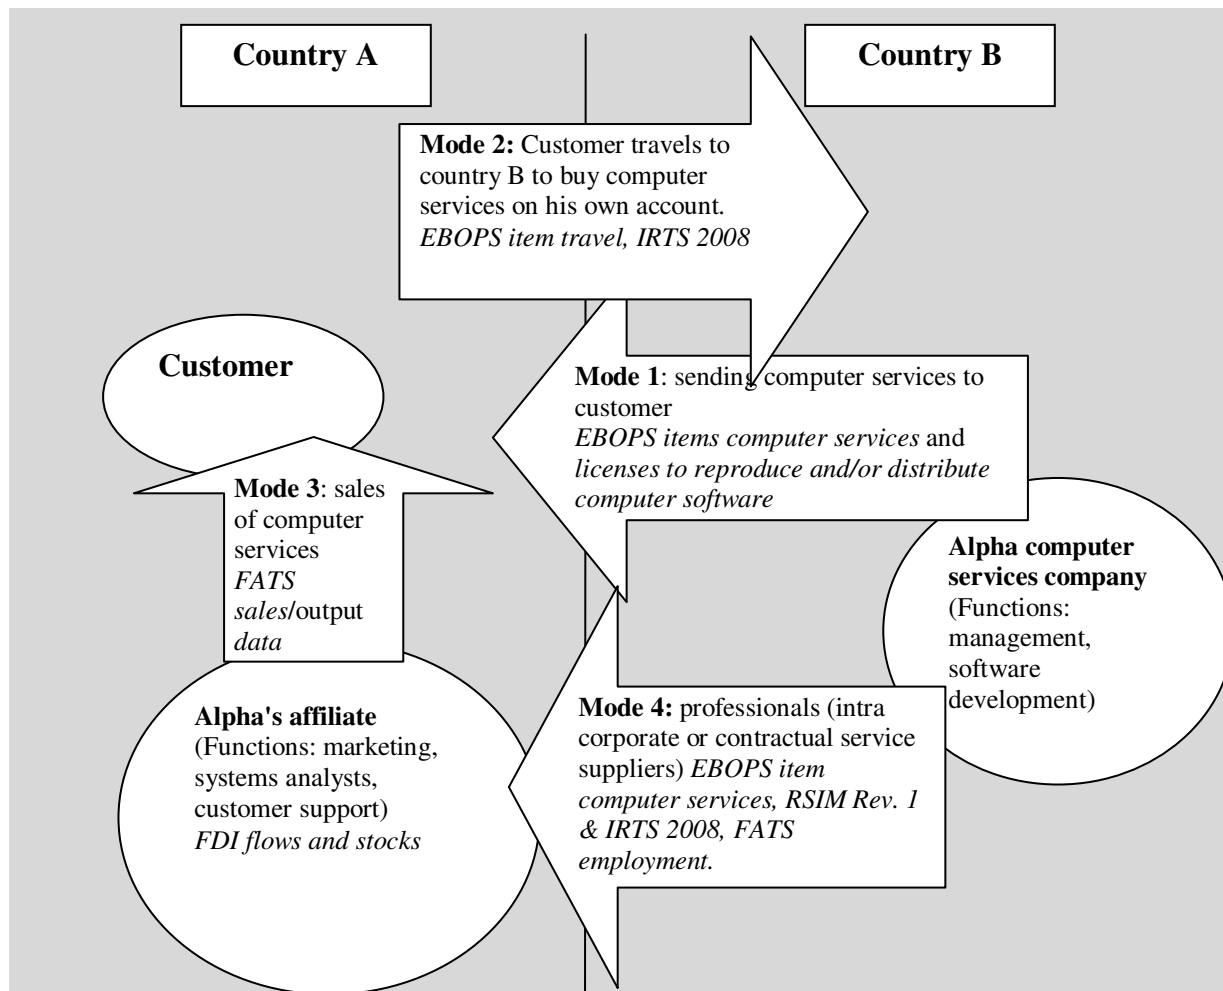 Country A
Country B
Mode 2: Customer travels to
country B to buy computer
services on his own account.
EBOPS item travel, IRTS 2008
Customer
Mode 1: sending computer services to
customer
EBOPS items computer services and
licenses to reproduce and/or distribute
computer software
Mode 3: sales
of computer
services
FATS
sales/output
data
Alpha computer
services company
(Functions:
management,
software
development)
Alpha's affiliate
(Functions: marketing,
systems analysts,
customer support)
FDI flows and stocks
Mode 4: professionals (intra
corporate or contractual service
suppliers) EBOPS item
computer services, RSIM Rev. 1
& IRTS 2008, FATS
employment.